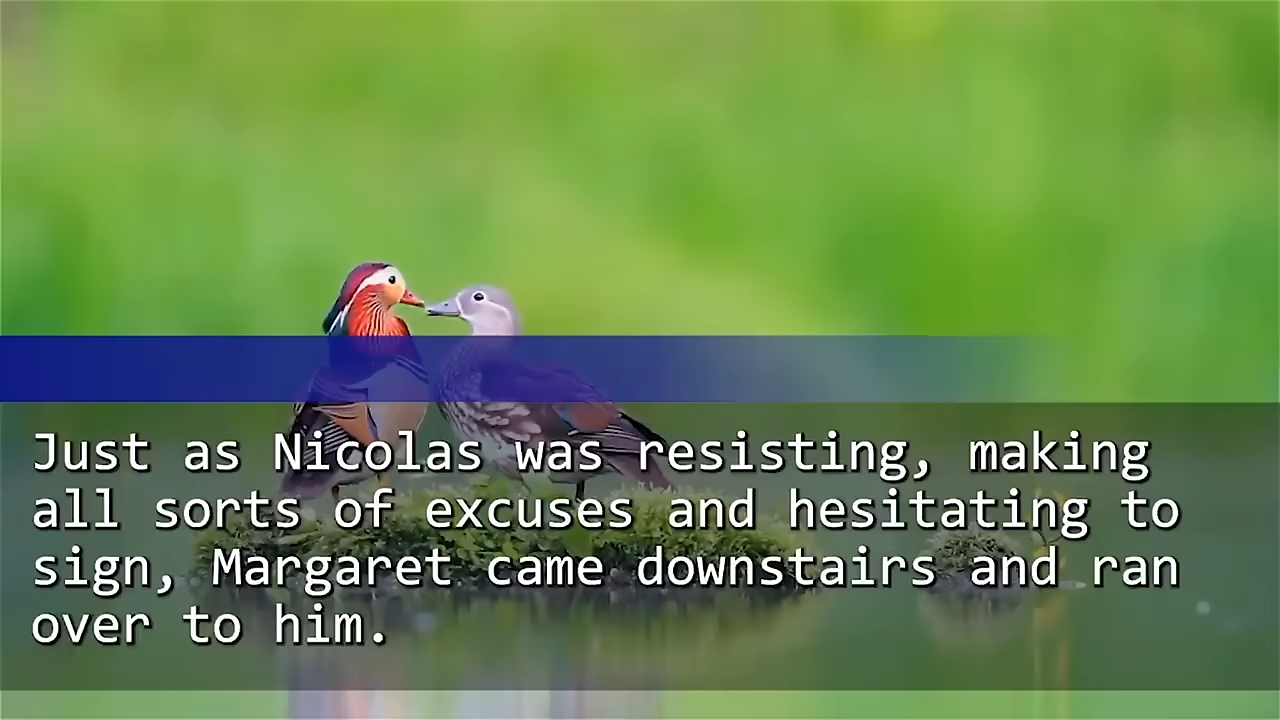 Just as Nicolas was resisting, making
all sorts of excuses and hesitating to
sign, Margaret came downstairs and ran
over to him.